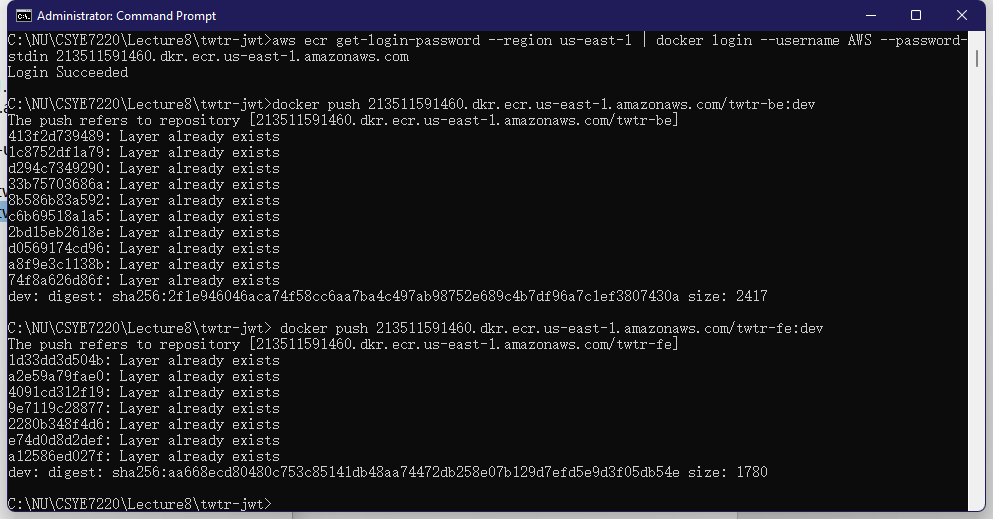 Administrator: Command Prompt
C:\NU\CSYE7220\Lecture8\twtr-jwt>aws ecr get-login-password --region us-east-1 | docker login --username AWS --password-
stdin 213511591460.dkr.ecr.us-east-1.amazonaws.com
Login Succeeded
C:\NU\CSYE7220\Lecture8\twtr-jwt>docker push 213511591460.dkr.ecr.us-east-1.amazonaws.com/twtr-be:dev
The push refers to repository [213511591460.dkr.ecr.us-east-1.amazonaws.com/twtr-be]
413f2d739489: Layer already exists
1c8752df1a79: Layer already exists
d294c7349290: Layer already exists
33b75703686a: Layer already exists
8b586b83a592: Layer already exists
c6b69518a1a5: Layer already exists
2bd15eb2618e: Layer already exists
d0569174cd96: Layer already exists
a8f9e3c1138b: Layer already exists
74f8a626d86f: Layer already exists
dev: digest: sha256:2f1e946046aca74f58cc6aa7ba4c497ab98752e689c4b7df96a7c1ef3807430a size: 2417
C:\NU\CSYE7220\Lecture8\twtr-jwt> docker push 213511591460.dkr.ecr.us-east-1.amazonaws.com/twtr-fe:dev
The push refers to repository [213511591460.dkr.ecr.us-east-1.amazonaws.com/twtr-fe]
1d33dd3d504b: Layer already exists
a2e59a79fae0: Layer already exists
4091cd312f19: Layer already exists
9e7119c28877: Layer already exists
2280b348f4d6: Layer already exists
e74d0d8d2def: Layer already exists
a12586ed027f: Layer already exists
dev: digest: sha256:aa668ecd80480c753c85141db48aa74472db258e07b129d7efd5e9d3f05db54e size: 1780
C:\NU\CSYE7220\Lecture8\twtr-jwt>